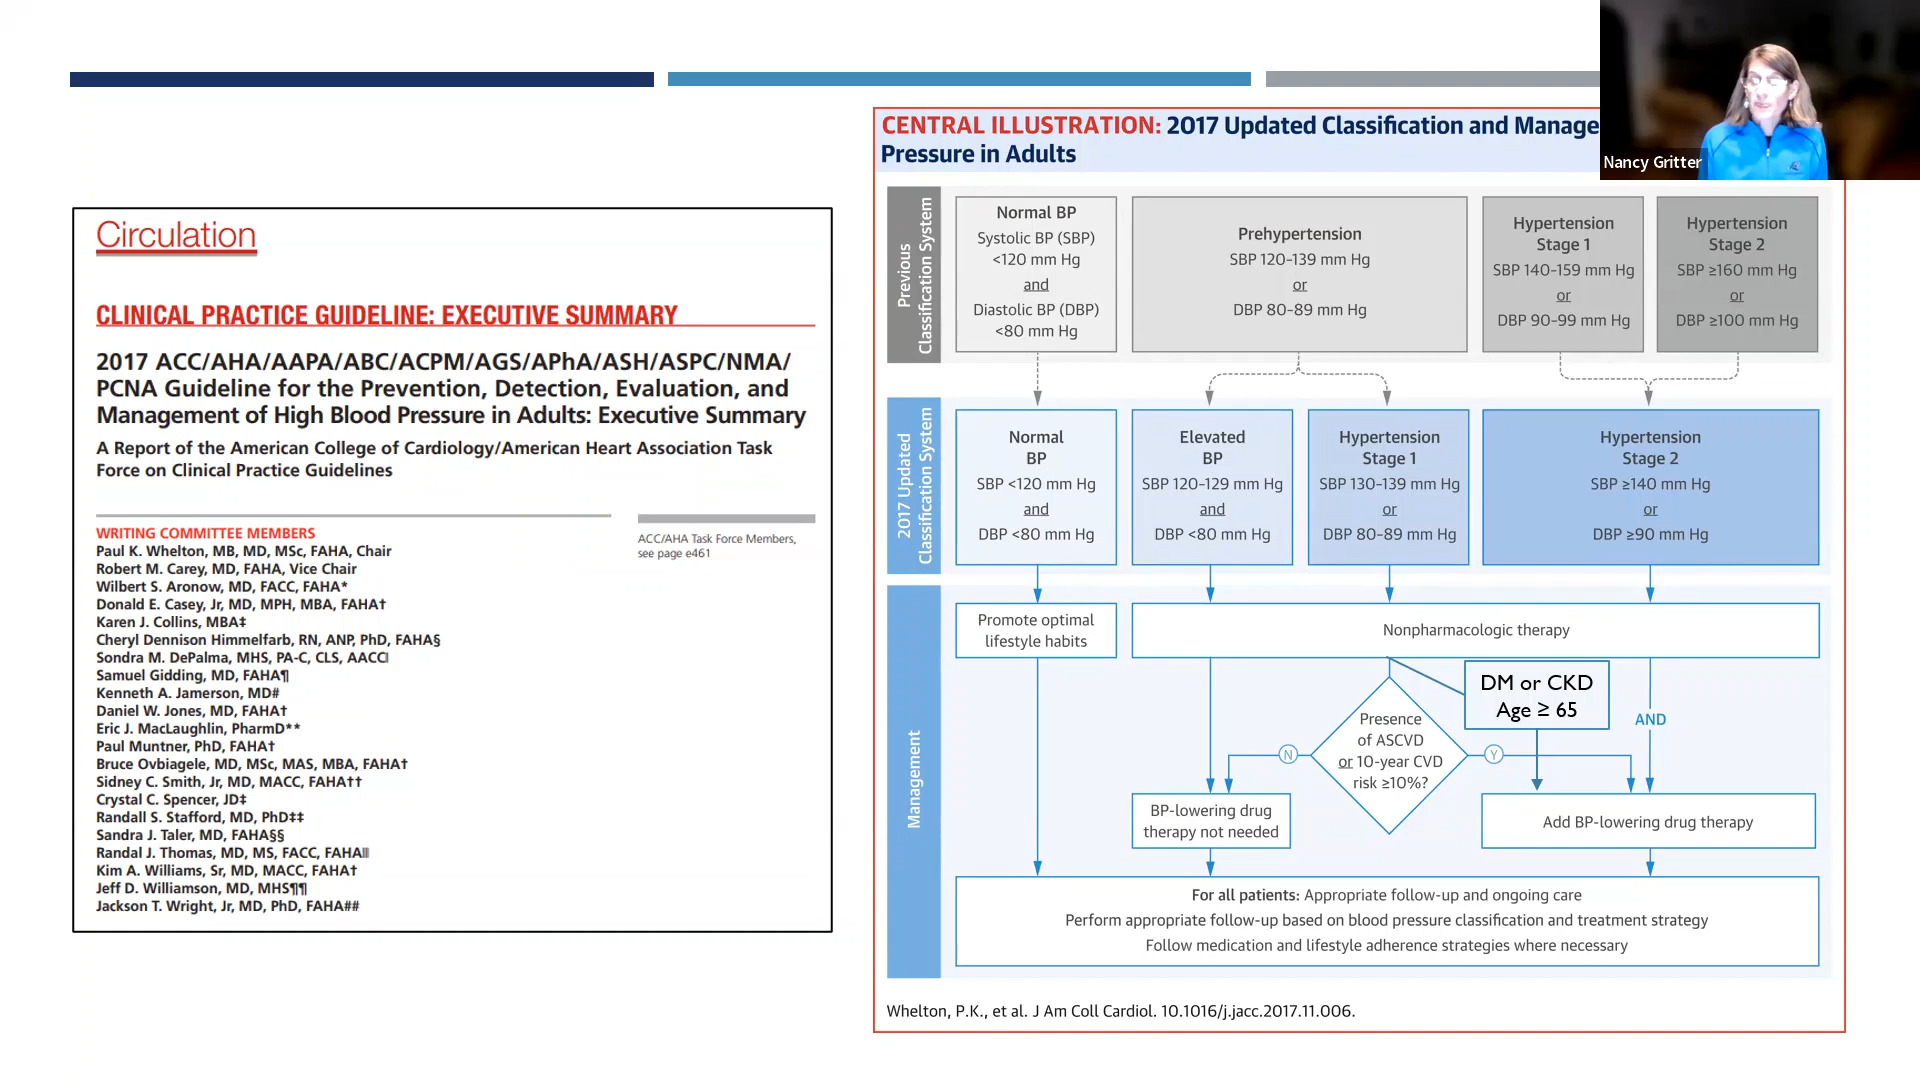 Nancy Gritter
Circulation
CLINICAL PRACTICE GUIDELINE: EXECUTIVE SUMMARY
2017 ACC/AHA/AAPA/ABC/ACPM/AGS/APhA/ASH/ASPC/NMA/
PCNA Guideline for the Prevention, Detection, Evaluation, and
Management of High Blood Pressure in Adults: Executive Summary
A Report of the American College of Cardiology/American Heart Association Task
Force on Clinical Practice Guidelines
WRITING COMMITTEE MEMBERS
Paul K. Whelton, MB, MD, MSc, FAHA, Chair
Robert M. Carey, MD, FAHA, Vice Chair
Wilbert S. Aronow, MD, FACC, FAHA*
Donald E. Casey, Jr, MD, MPH, MBA, FAHA†
Karen J. Collins, MBA‡
Cheryl Dennison Himmelfarb, RN, ANP, PhD, FAHA§
Sondra M. DePalma, MHS, PA-C, CLS, AACC‖
Samuel Gidding, MD, FAHA¶
Kenneth A. Jamerson, MD#
Daniel W. Jones, MD, FAHA†
Eric J. MacLaughlin, PharmD**
Paul Muntner, PhD, FAHA†
Bruce Ovbiagele, MD, MSc, MAS, MBA, FAHA†
Sidney C. Smith, Jr, MD, MACC, FAHA††
Crystal C. Spencer, JD‡
Randall S. Stafford, MD, PhD‡‡
Sandra J. Taler, MD, FAHA§§
Randal J. Thomas, MD, MS, FACC, FAHA‖‖
Kim A. Williams, Sr, MD, MACC, FAHA†
Jeff D. Williamson, MD, MHS¶¶
Jackson T. Wright, Jr, MD, PhD, FAHA##
ACC/AHA Task Force Members,
see page e461
CENTRAL ILLUSTRATION: 2017 Updated Classification and Manage
Pressure in Adults
Previous
Classification System
Normal BP
Systolic BP (SBP)
<120 mm Hg
and
Diastolic BP (DBP)
<80 mm Hg
Prehypertension
SBP 120-139 mm Hg
or
DBP 80-89 mm Hg
Hypertension
Stage 1
SBP 140-159 mm Hg
or
DBP 90-99 mm Hg
Hypertension
Stage 2
SBP ≥160 mm Hg
or
DBP ≥100 mm Hg
2017 Updated
Classification System
Normal
BP
SBP <120 mm Hg
and
DBP <80 mm Hg
Elevated
BP
SBP 120-129 mm Hg
and
DBP <80 mm Hg
Hypertension
Stage 1
SBP 130-139 mm Hg
or
DBP 80-89 mm Hg
Hypertension
Stage 2
SBP ≥140 mm Hg
or
DBP ≥90 mm Hg
Management
Promote optimal
lifestyle habits
Nonpharmacologic therapy
DM or CKD
Age ≥ 65
Presence
of ASCVD
or 10-year CVD
risk ≥10%?
N
Y
AND
BP-lowering drug
therapy not needed
Add BP-lowering drug therapy
For all patients: Appropriate follow-up and ongoing care
Perform appropriate follow-up based on blood pressure classification and treatment strategy
Follow medication and lifestyle adherence strategies where necessary
Whelton, P.K., et al. J Am Coll Cardiol. 10.1016/j.jacc.2017.11.006.